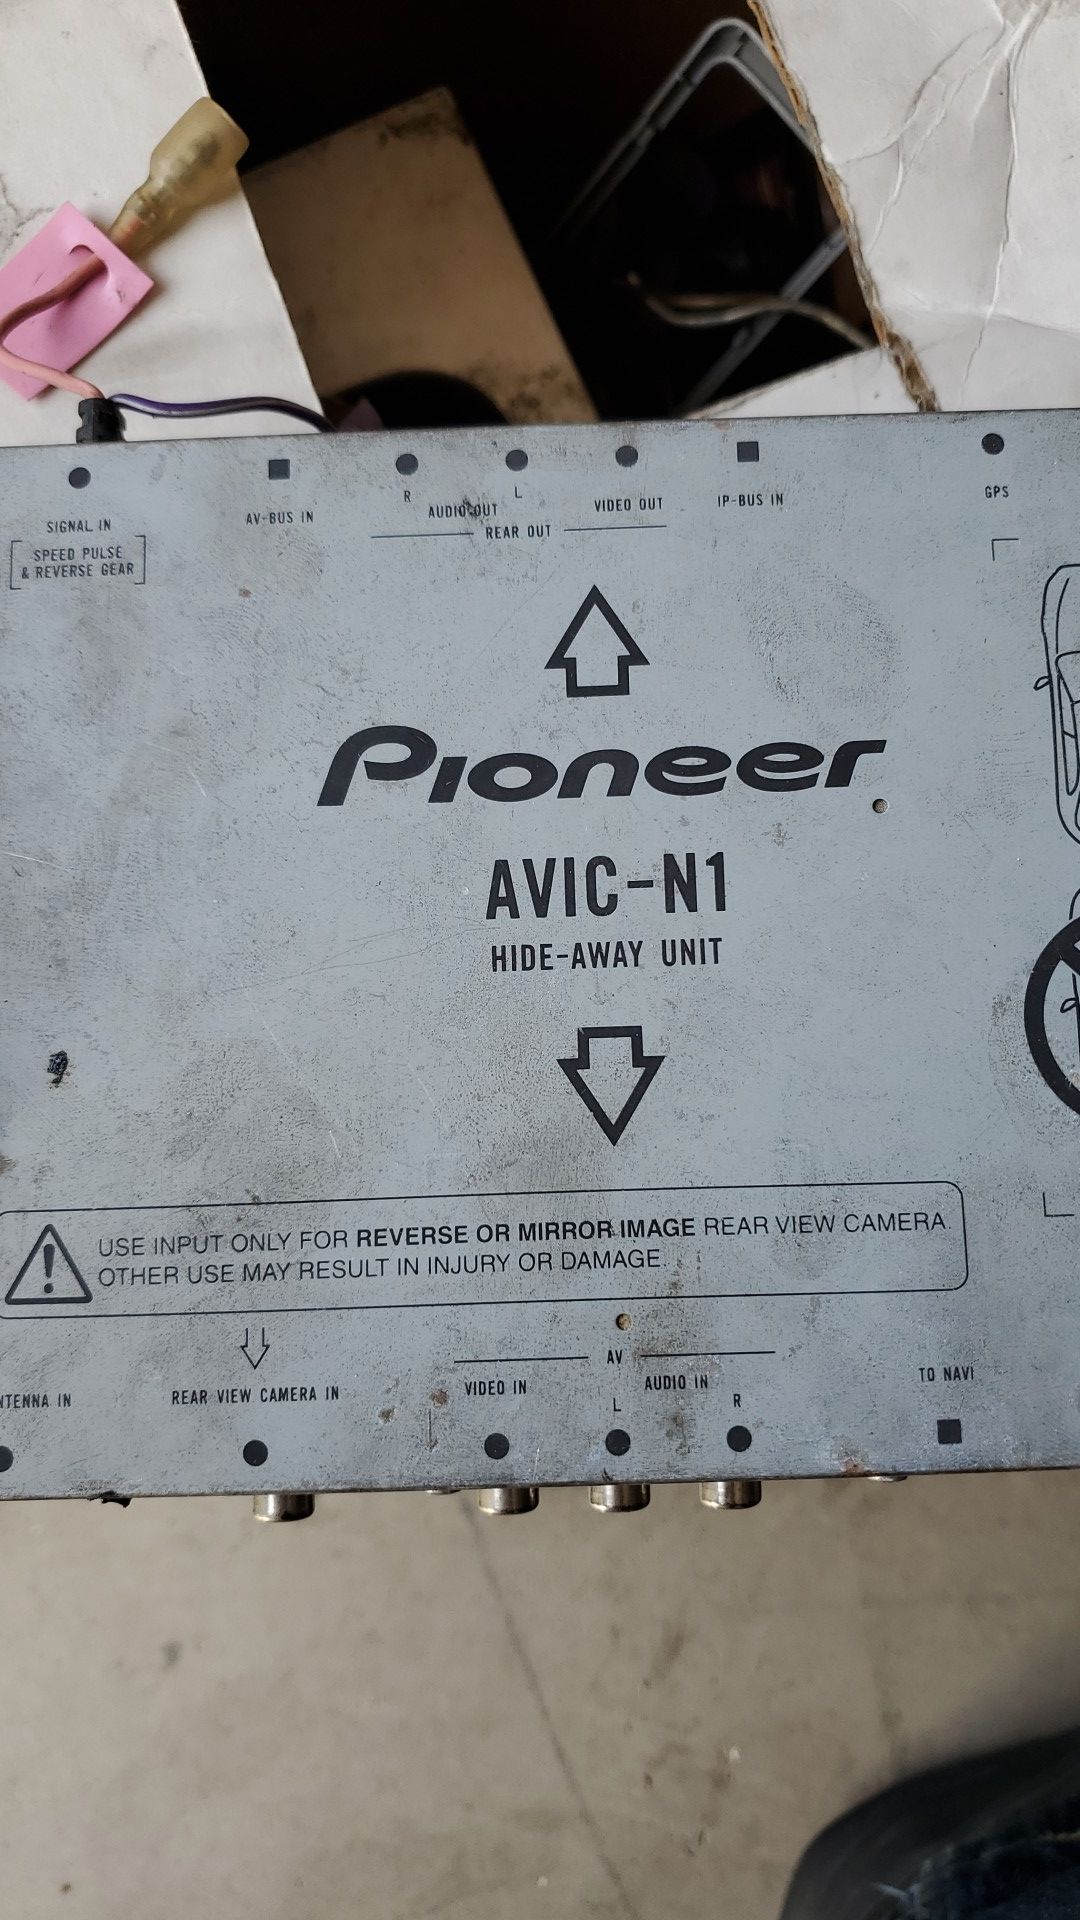 SIGNAL IN
SPEED PULSE
& REVERSE GEAR
AV-BUS IN
R
L
AUDIO OUT
VIDEO OUT
REAR OUT
IP-BUS IN
GPS
Pioneer
AVIC-N1
HIDE-AWAY UNIT
USE INPUT ONLY FOR REVERSE OR MIRROR IMAGE REAR VIEW CAMERA.
OTHER USE MAY RESULT IN INJURY OR DAMAGE.
NTENNA IN
REAR VIEW CAMERA IN
AV
VIDEO IN
AUDIO IN
L
R
TO NAVI